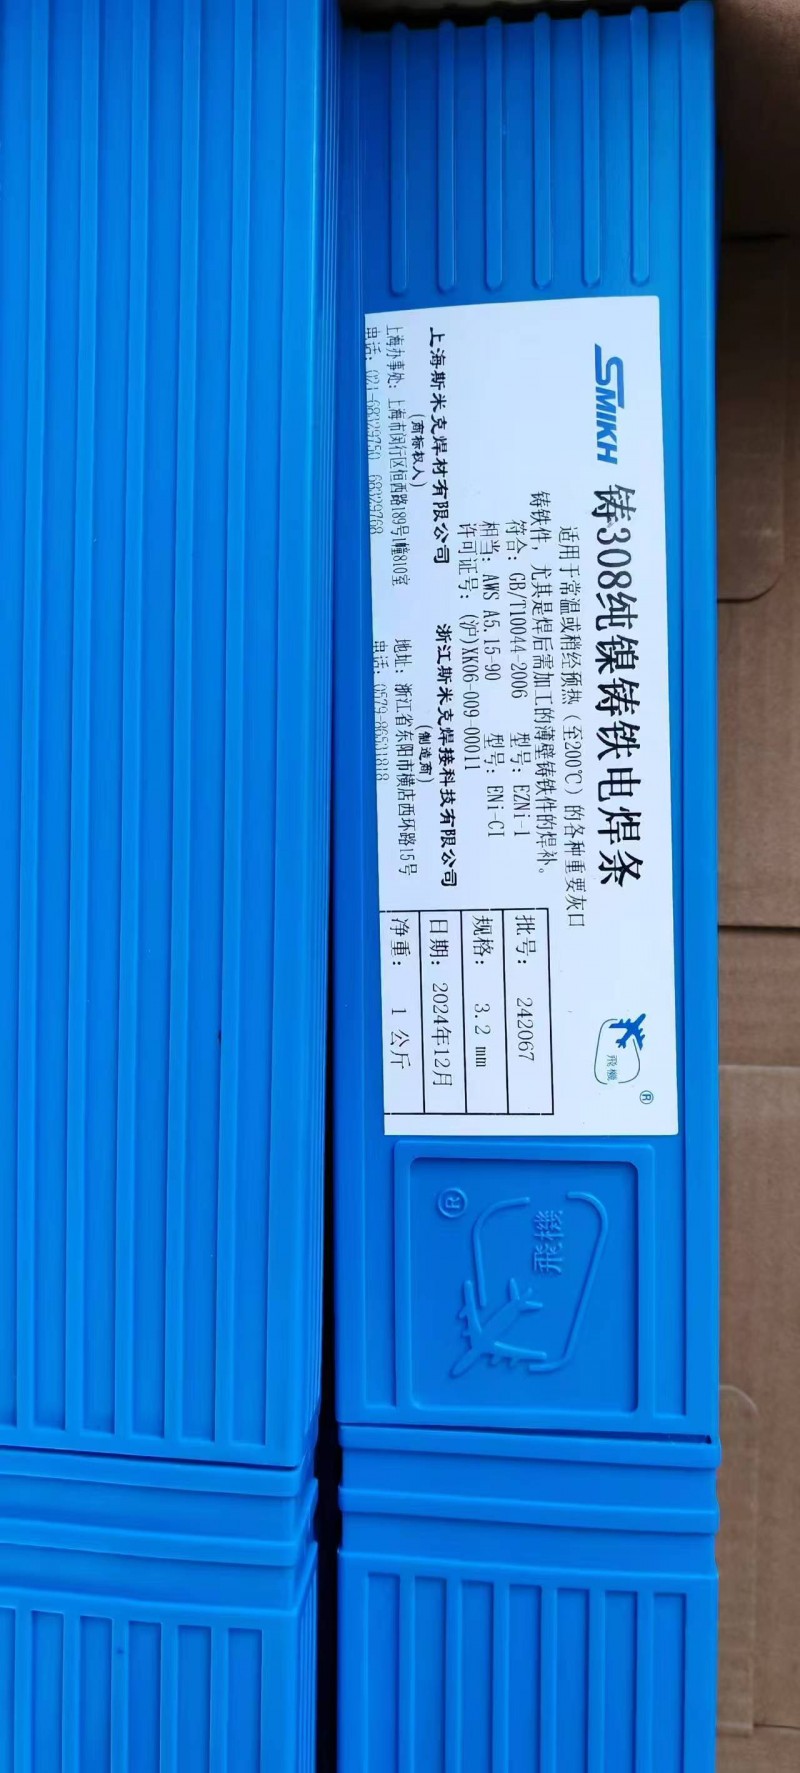 SMIKH 铸308纯镍铸铁电焊条
飛機®
适用于常温或稍经预热（至200℃）的各种重要灰口
铸铁件，尤其是焊后需加工的薄壁铸铁件的焊补。
符合：GB/T10044-2006 型号：EZNi-1
相当：AWS A5.15-90 型号：ENi-CI
许可证号：(沪)XK06-009-00011
上海斯米克焊材有限公司 浙江斯米克焊接科技有限公司
(商标权人) (制造商)
上海办事处：上海市闵行区恒西路189号1幢810室 地址：浙江省东阳市横店西环路15号
电话：021-68329750 68329768 电话：0579-86531818
批号：242067
规格：3.2 mm
日期：2024年12月
净重：1 公斤
飛機
®